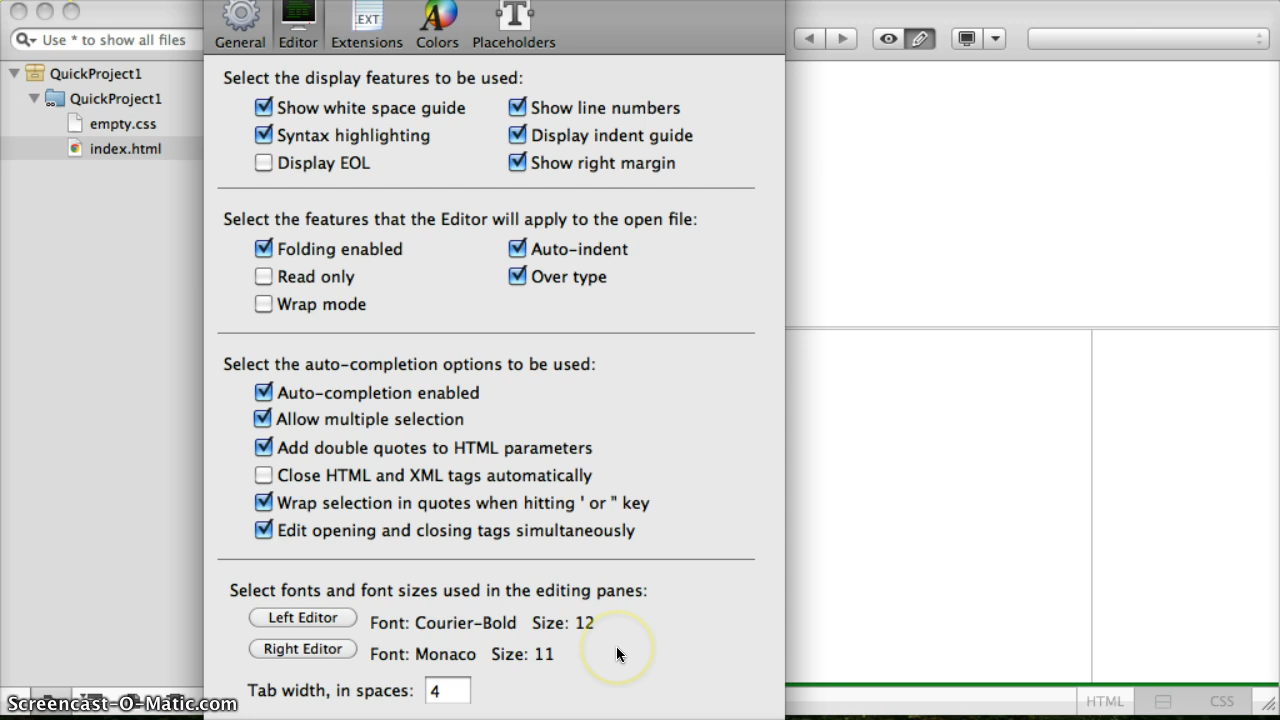 General
Editor
.EXT
Extensions
Colors
T
Placeholders
Use * to show all files
QuickProject1
QuickProject1
empty.css
index.html
Select the display features to be used:
Show white space guide
Show line numbers
Syntax highlighting
Display indent guide
Display EOL
Show right margin
Select the features that the Editor will apply to the open file:
Folding enabled
Auto-indent
Read only
Over type
Wrap mode
Select the auto-completion options to be used:
Auto-completion enabled
Allow multiple selection
Add double quotes to HTML parameters
Close HTML and XML tags automatically
Wrap selection in quotes when hitting ' or " key
Edit opening and closing tags simultaneously
Select fonts and font sizes used in the editing panes:
Left Editor
Font: Courier-Bold Size: 12
Right Editor
Font: Monaco Size: 11
Tab width, in spaces: 4
HTML
CSS
Screencast-O-Matic.com